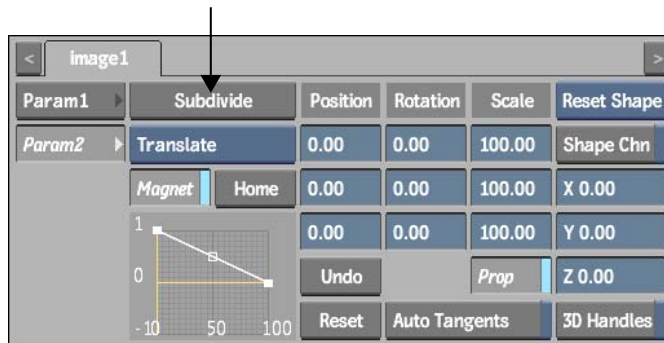 < image1 >
Param1 Subdivide Position Rotation Scale Reset Shape
Param2 Translate 0.00 0.00 100.00 Shape Chn
Magnet Home 0.00 0.00 100.00 X 0.00
1 0.00 0.00 100.00 Y 0.00
0 Undo Prop Z 0.00
-10 50 100 Reset Auto Tangents 3D Handles